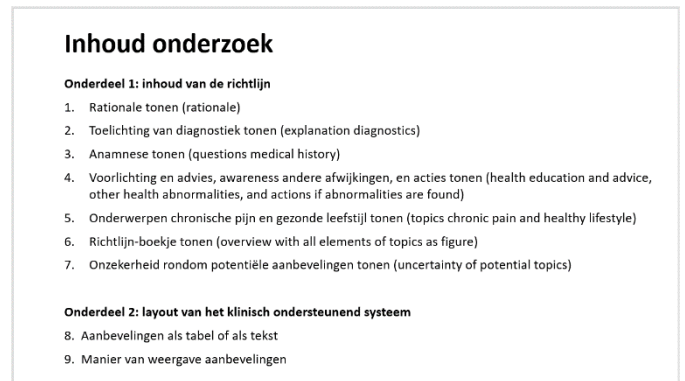 Inhoud onderzoek
Onderdeel 1: inhoud van de richtlijn
1. Rationale tonen (rationale)
2. Toelichting van diagnostiek tonen (explanation diagnostics)
3. Anamnese tonen (questions medical history)
4. Voorlichting en advies, awareness andere afwijkingen, en acties tonen (health education and advice,
other health abnormalities, and actions if abnormalities are found)
5. Onderwerpen chronische pijn en gezonde leefstijl tonen (topics chronic pain and healthy lifestyle)
6. Richtlijn-boekje tonen (overview with all elements of topics as figure)
7. Onzekerheid rondom potentiële aanbevelingen tonen (uncertainty of potential topics)
Onderdeel 2: layout van het klinisch ondersteunend systeem
8. Aanbevelingen als tabel of als tekst
9. Manier van weergave aanbevelingen